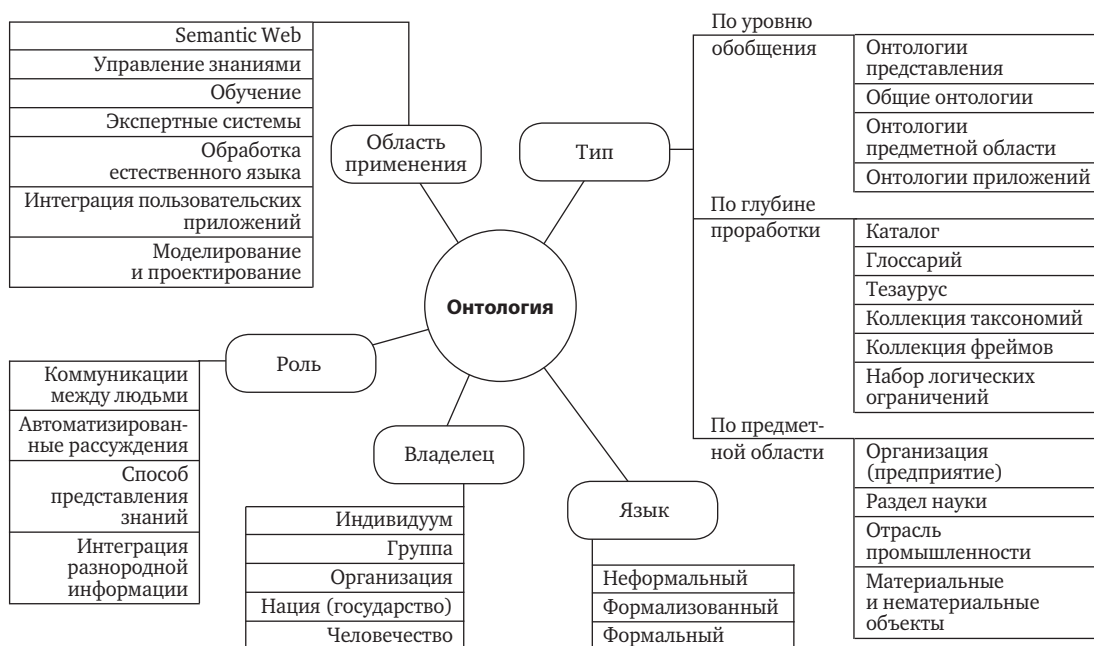 Semantic Web
Управление знаниями
Обучение
Экспертные системы
Обработка
естественного языка
Интеграция пользовательских
приложений
Моделирование
и проектирование
Область
применения
Тип
По уровню
обобщения
Онтологии
представления
Общие онтологии
Онтологии
предметной области
Онтологии приложений
По глубине
проработки
Каталог
Глоссарий
Тезаурус
Коллекция таксономий
Коллекция фреймов
Набор логических
ограничений
По предмет-
ной области
Организация
(предприятие)
Раздел науки
Отрасль
промышленности
Материальные
и нематериальные
объекты
Онтология
Роль
Коммуникации
между людьми
Автоматизирован-
ные рассуждения
Способ
представления
знаний
Интеграция
разнородной
информации
Владелец
Индивидуум
Группа
Организация
Нация (государство)
Человечество
Язык
Неформальный
Формализованный
Формальный